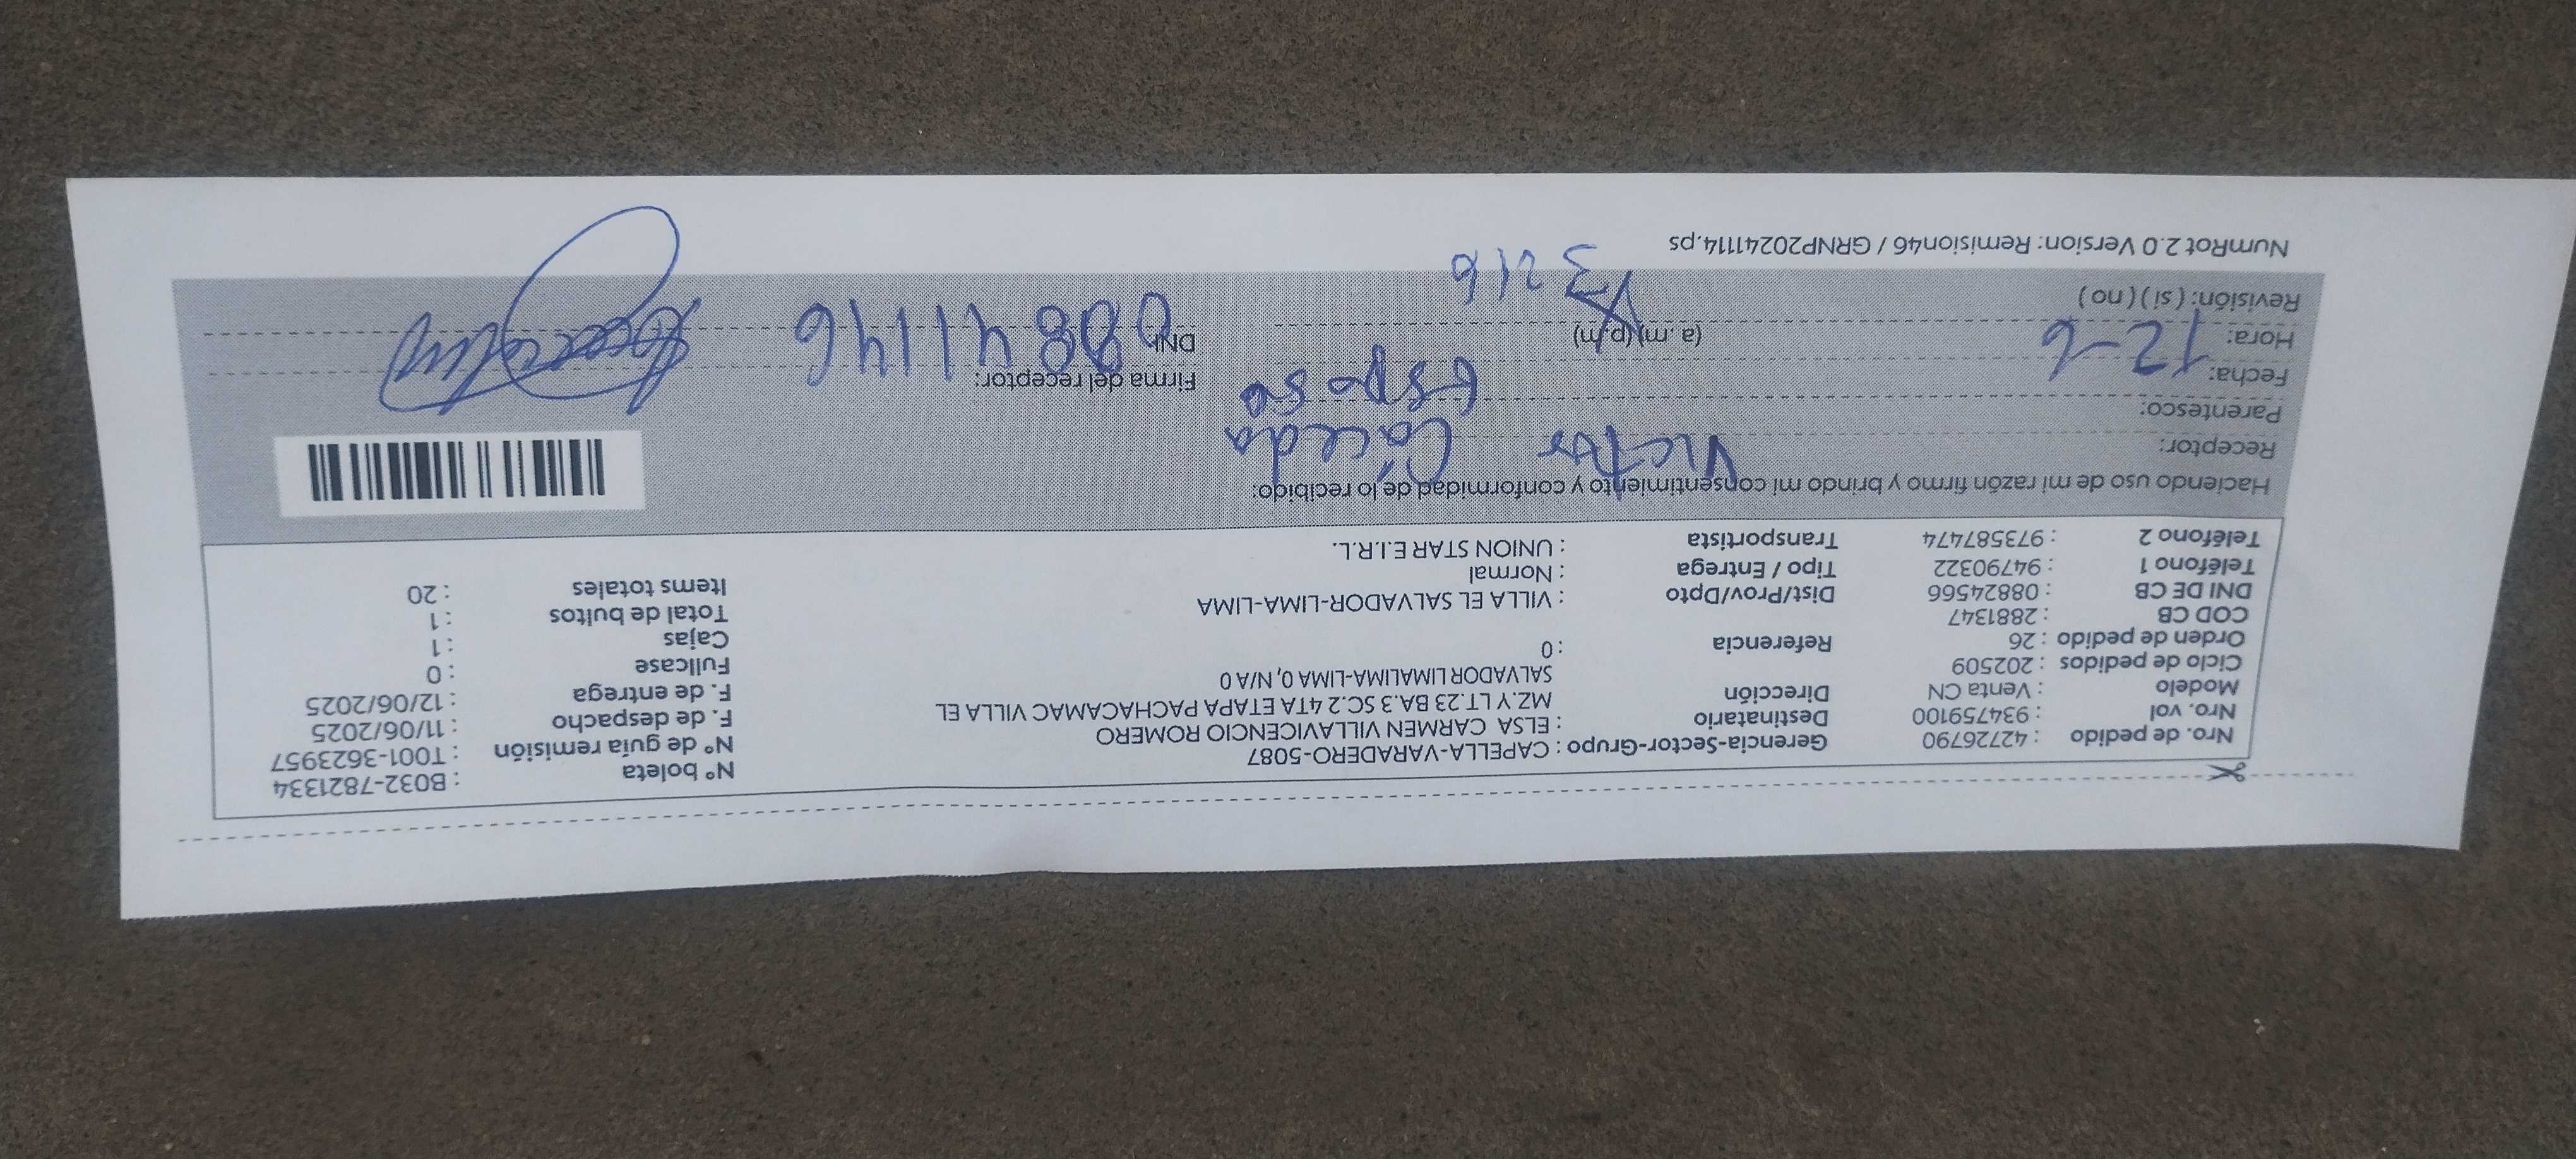 Nro. de pedido : 42726790 Gerencia-Sector-Grupo : CAPELLA-VARADERO-5087 N° boleta : B032-7821334
Nro. vol : 934759100 Destinatario : ELSA CARMEN VILLAVICENCIO ROMERO N° de guía remisión : T001-3623957
Modelo : Venta CN Dirección MZ.Y LT.23 BA.3 SC.2 4TA ETAPA PACHACAMAC VILLA EL F. de despacho : 11/06/2025
Ciclo de pedidos : 202509 SALVADOR LIMALIMA-LIMA 0, N/A 0 F. de entrega : 12/06/2025
Orden de pedido : 26 Referencia : 0 Fullcase : 0
COD CB : 2881347 Cajas : 1
DNI DE CB : 08824566 Dist/Prov/Dpto : VILLA EL SALVADOR-LIMA-LIMA Total de bultos : 1
Teléfono 1 : 94790322 Tipo / Entrega : Normal Items totales : 20
Teléfono 2 : 973587474 Transportista : UNION STAR E.I.R.L.
Haciendo uso de mi razón firmo y brindo mi consentimiento y conformidad de lo recibido:
Receptor: Victor Caceda
Parentesco: Esposo
Fecha: 12-6 Firma del receptor:
Hora: (a. m) (p.m) DNI 08841146
Revisión: ( si ) ( no ) 3216
NumRot 2.0 Version: Remision46 / GRNP20241114.ps